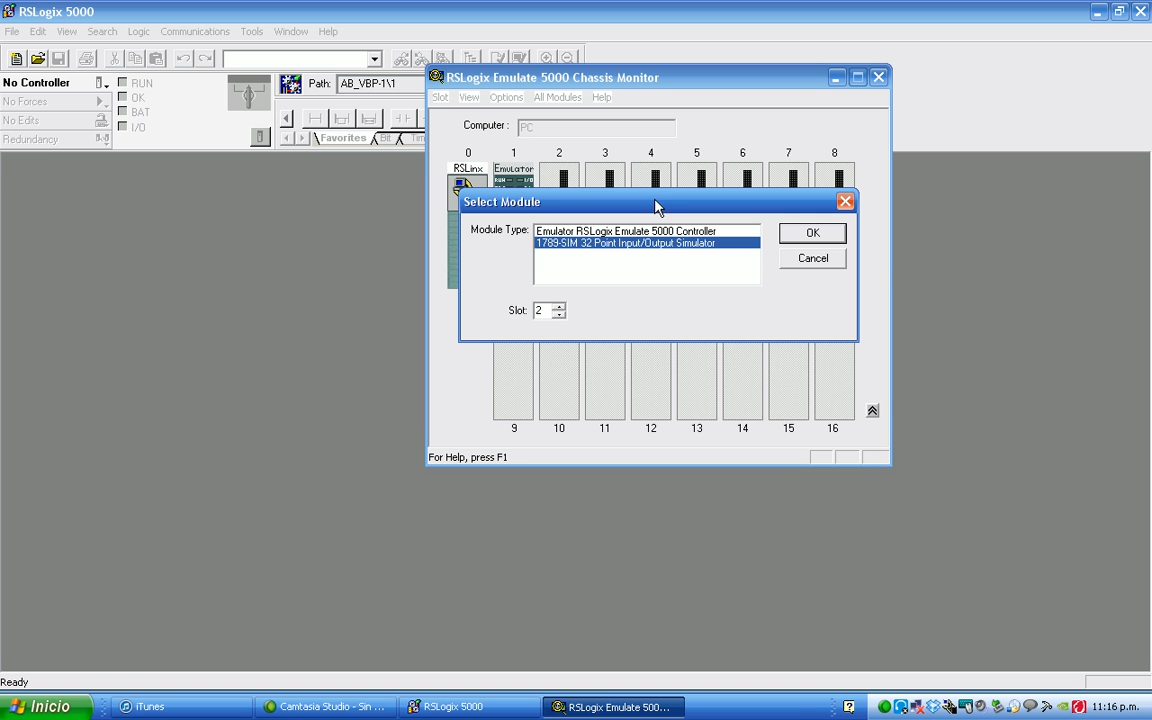 RSLogix 5000
File Edit View Search Logic Communications Tools Window Help
No Controller
No Forces
No Edits
Redundancy
RUN
OK
BAT
I/O
Path: AB_VBP-1\1
Favorites Bit
RSLogix Emulate 5000 Chassis Monitor
Slot View Options All Modules Help
Computer : PC
0 1 2 3 4 5 6 7 8
RSLinx Emulator
Select Module
Module Type: Emulator RSLogix Emulate 5000 Controller
1789-SIM 32 Point Input/Output Simulator
OK
Cancel
Slot: 2
9 10 11 12 13 14 15 16
For Help, press F1
Ready
Inicio
iTunes
Camtasia Studio - Sin ...
RSLogix 5000
RSLogix Emulate 500...
11:16 p.m.